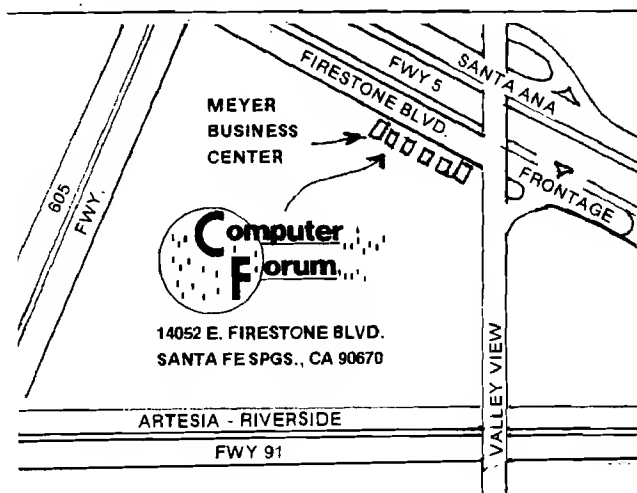 SANTA ANA
FWY 5
FIRESTONE BLVD.
MEYER
BUSINESS
CENTER
FRONTAGE
605
FWY.
Computer
Forum
14052 E. FIRESTONE BLVD.
SANTA FE SPGS., CA 90670
VALLEY VIEW
ARTESIA - RIVERSIDE
FWY 91